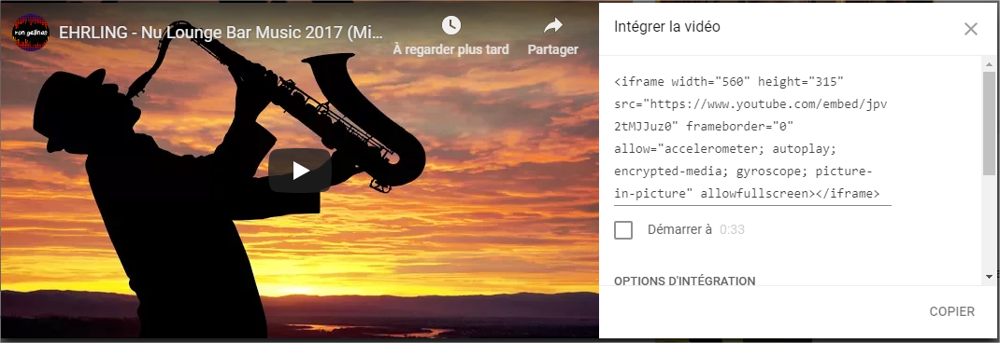 ron gelinas
EHRLING - Nu Lounge Bar Music 2017 (Mi...
À regarder plus tard
Partager
Intégrer la vidéo
<iframe width="560" height="315"
src="https://www.youtube.com/embed/jpv
2tMJJuz0" frameborder="0"
allow="accelerometer; autoplay;
encrypted-media; gyroscope; picture-
in-picture" allowfullscreen></iframe>
Démarrer à 0:33
OPTIONS D'INTÉGRATION
COPIER